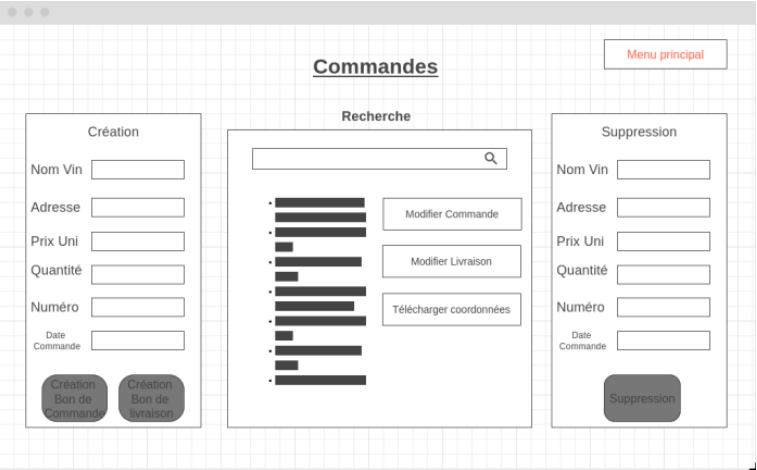 Menu principal
Commandes
Création
Nom Vin
Adresse
Prix Uni
Quantité
Numéro
Date
Commande
Création
Bon de
Commande
Création
Bon de
livraison
Recherche
Modifier Commande
Modifier Livraison
Télécharger coordonnées
Suppression
Nom Vin
Adresse
Prix Uni
Quantité
Numéro
Date
Commande
Suppression